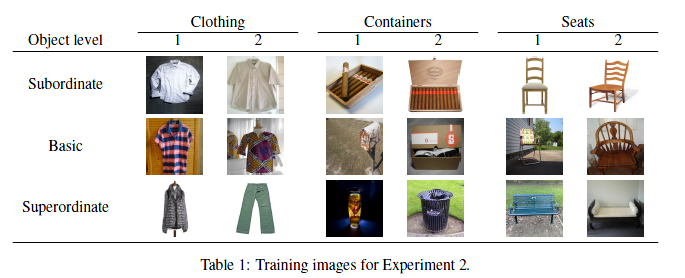 Clothing Containers Seats
Object level 1 2 1 2 1 2
Subordinate
Basic
Superordinate
Table 1: Training images for Experiment 2.